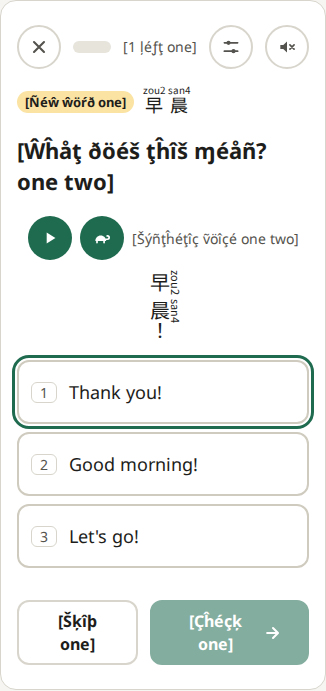 [1 ļéƒţ one]
[Ñéŵ ŵöŕð one]
zou2 san4
早晨
[Ŵĥåţ ðöéš ţĥîš ɱéåñ?
one two]
[Šýñţĥéţîç ṽöîçé one two]
早晨！
zou2 san4
1 Thank you!
2 Good morning!
3 Let's go!
[Šķîþ
one]
[Çĥéçķ
one]